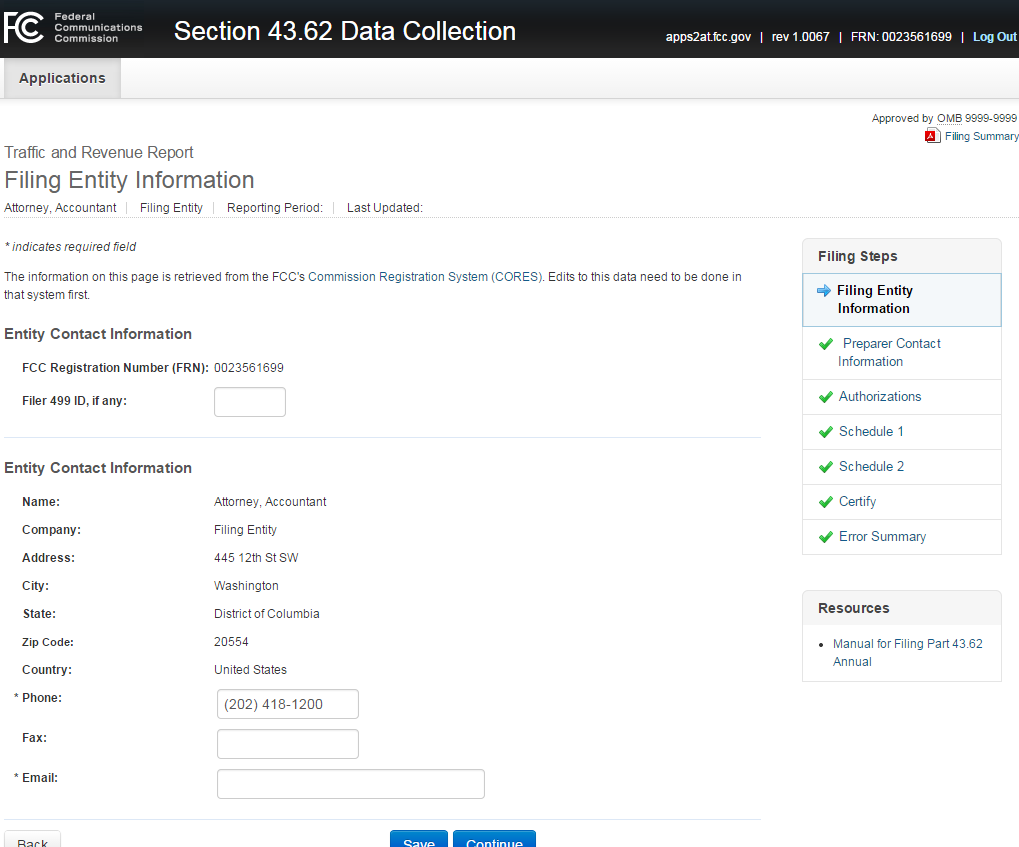 Federal
Communications
Commission
FCC
Section 43.62 Data Collection
apps2at.fcc.gov | rev 1.0067 | FRN: 0023561699 | Log Out
Applications
Approved by OMB 9999-9999
Filing Summary
Traffic and Revenue Report
Filing Entity Information
Attorney, Accountant | Filing Entity | Reporting Period: | Last Updated:
* indicates required field
The information on this page is retrieved from the FCC's Commission Registration System (CORES). Edits to this data need to be done in
that system first.
Entity Contact Information
FCC Registration Number (FRN): 0023561699
Filer 499 ID, if any:
Entity Contact Information
Name: Attorney, Accountant
Company: Filing Entity
Address: 445 12th St SW
City: Washington
State: District of Columbia
Zip Code: 20554
Country: United States
* Phone: (202) 418-1200
Fax:
* Email:
Back
Save
Continue
Filing Steps
Filing Entity
Information
Preparer Contact
Information
Authorizations
Schedule 1
Schedule 2
Certify
Error Summary
Resources
• Manual for Filing Part 43.62
Annual